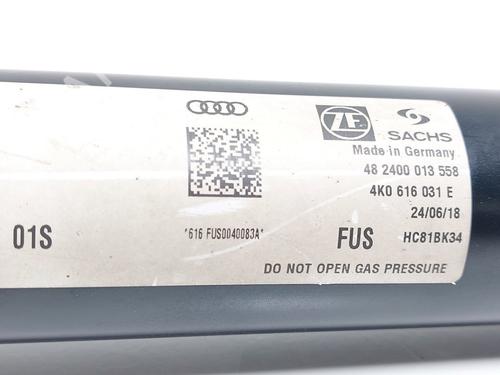 ZF
SACHS
Made in Germany
48 2400 013 558
4K0 616 031 E
24/06/18
01S
*616 FUS0040083A*
FUS
HC81BK34
DO NOT OPEN GAS PRESSURE